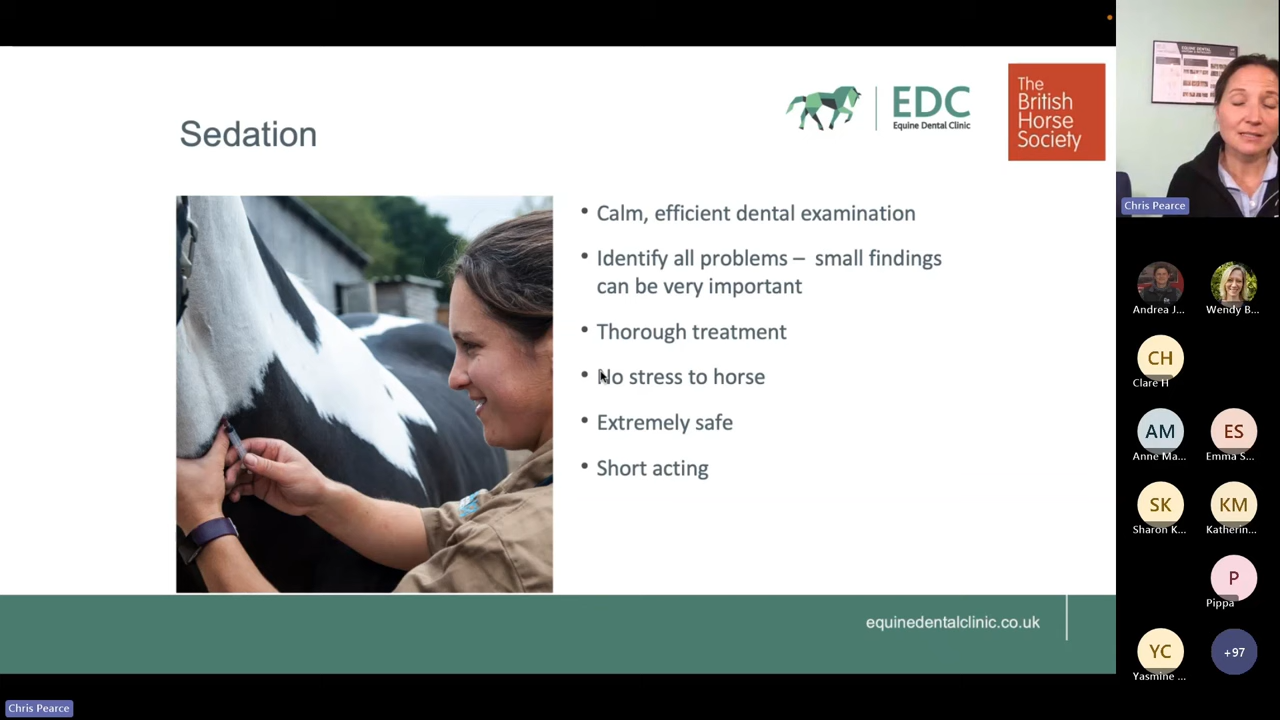 Sedation
EDC
Equine Dental Clinic
The
British
Horse
Society
• Calm, efficient dental examination
• Identify all problems – small findings
can be very important
• Thorough treatment
• No stress to horse
• Extremely safe
• Short acting
equinedentalclinic.co.uk
Chris Pearce
EQUINE DENTAL
Chris Pearce
Andrea J...
Wendy B...
CH
Clare H
AM
ES
Anne Ma...
Emma S...
SK
KM
Sharon K...
Katherin...
P
Pippa
YC
+97
Yasmine ...